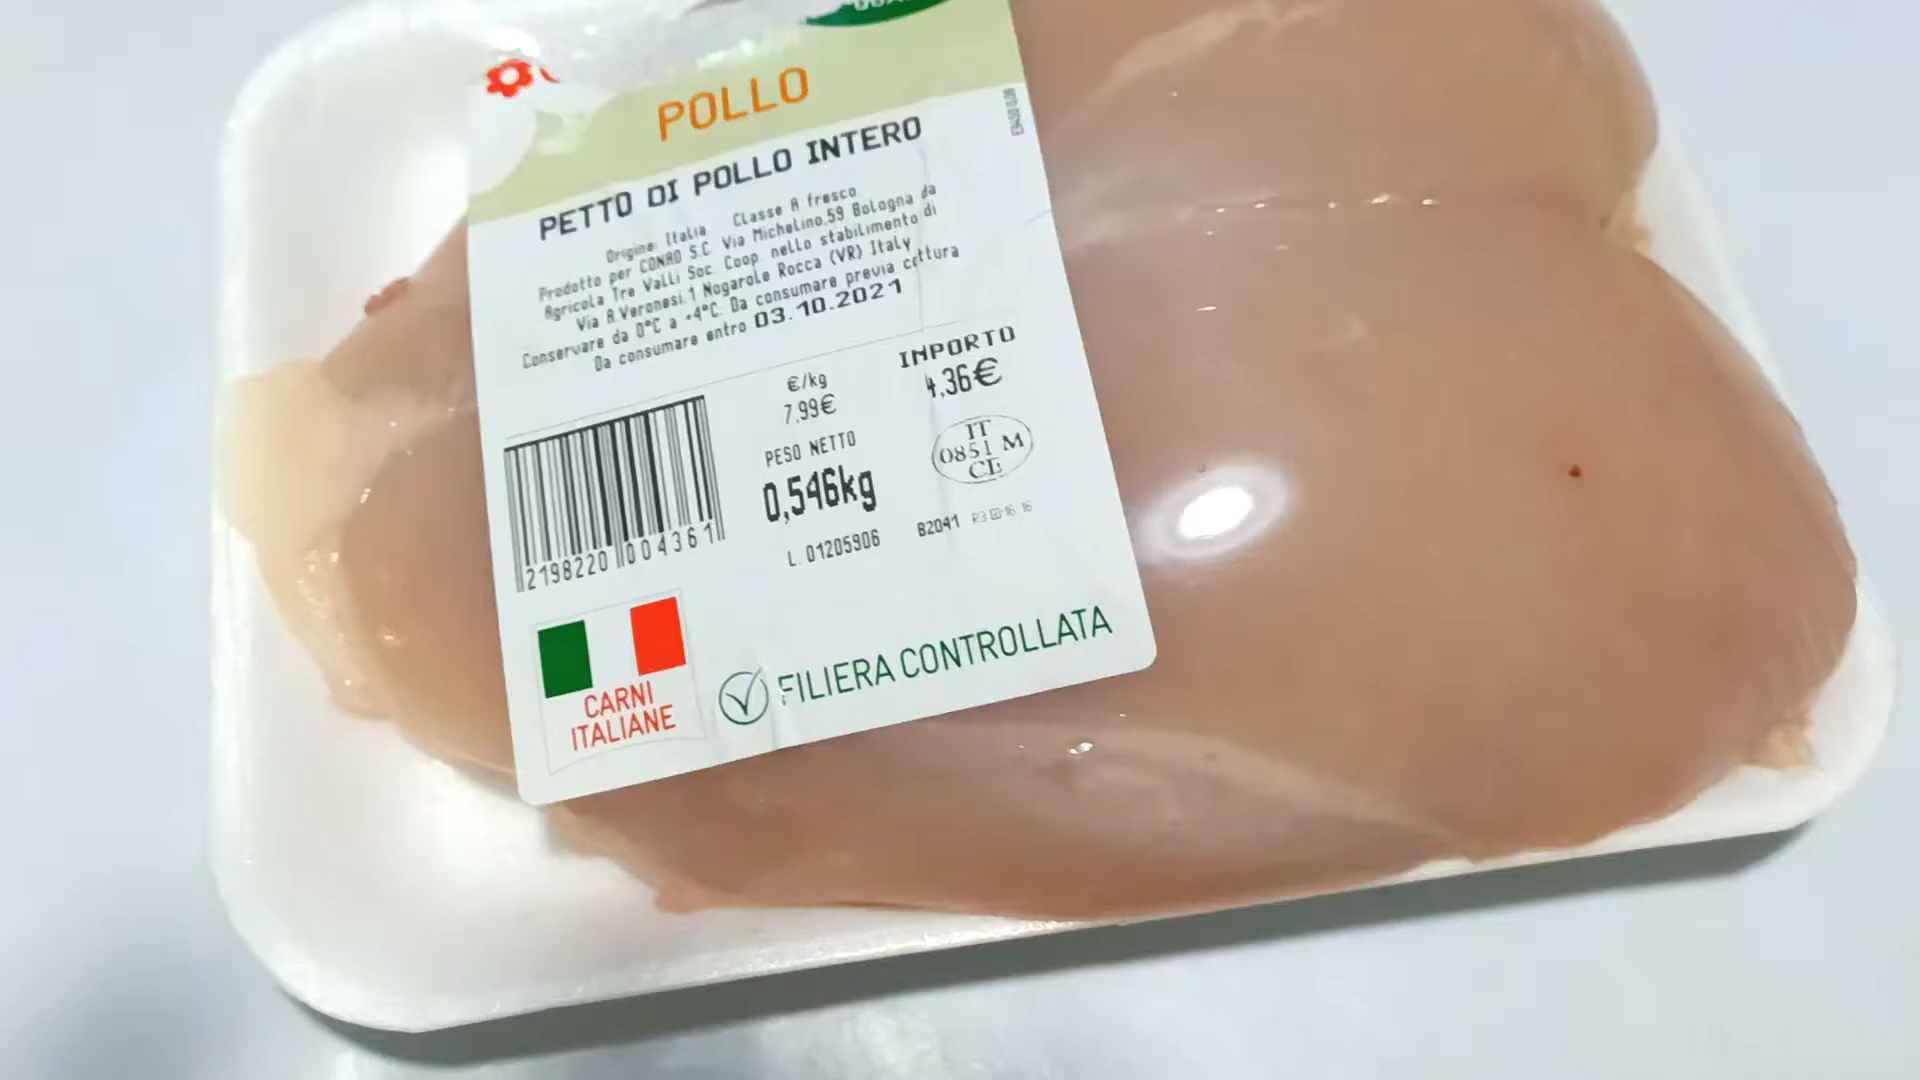 POLLO
PETTO DI POLLO INTERO
Origine: Italia Classe A fresco
Prodotto per CONAD S.C. Via Michelino,59 Bologna da
Agricola Tre Valli Soc. Coop. nello stabilimento di
Via A.Veronesi,1 Nogarole Rocca (VR) Italy
Conservare da 0°C a +4°C. Da consumare previa cottura
Da consumare entro 03.10.2021
€/kg
7,99€
IMPORTO
4,36€
PESO NETTO
0,546kg
IT
0851 M
CE
L. 01205906
B2041
2198220 004361
CARNI
ITALIANE
FILIERA CONTROLLATA